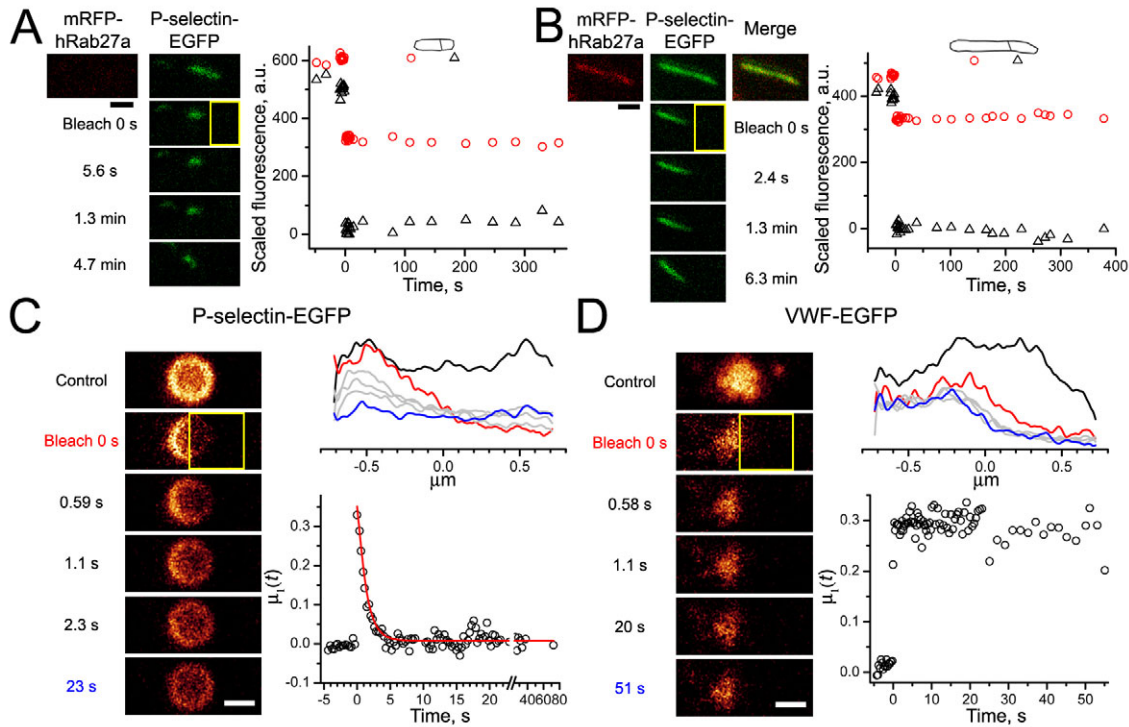 A
mRFP-
hRab27a
P-selectin-
EGFP
Bleach 0 s
5.6 s
1.3 min
4.7 min
Scaled fluorescence, a.u.
600
400
200
0
0 100 200 300
Time, s
B
mRFP-
hRab27a
P-selectin-
EGFP
Merge
Bleach 0 s
2.4 s
1.3 min
6.3 min
Scaled fluorescence, a.u.
400
200
0
0 100 200 300 400
Time, s
C
P-selectin-EGFP
Control
Bleach 0 s
0.59 s
1.1 s
2.3 s
23 s
-0.5 0.0 0.5
μm
μ₁(t)
0.3
0.2
0.1
0.0
-0.1
-5 0 5 10 15 20 406080
Time, s
D
VWF-EGFP
Control
Bleach 0 s
0.58 s
1.1 s
20 s
51 s
-0.5 0.0 0.5
μm
μ₁(t)
0.3
0.2
0.1
0.0
0 10 20 30 40 50
Time, s